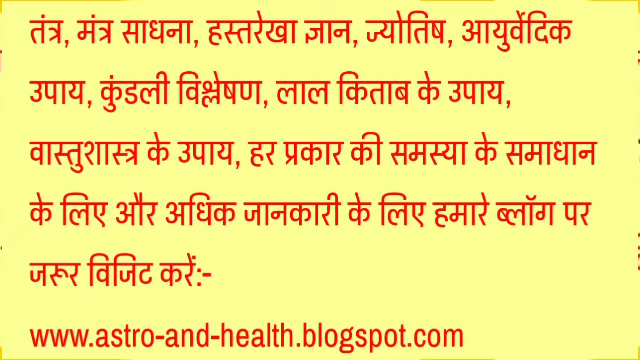 तंत्र, मंत्र साधना, हस्तरेखा ज्ञान, ज्योतिष, आयुर्वेदिक
उपाय, कुंडली विश्लेषण, लाल किताब के उपाय,
वास्तुशास्त्र के उपाय, हर प्रकार की समस्या के समाधान
के लिए और अधिक जानकारी के लिए हमारे ब्लॉग पर
जरूर विजिट करें:-
www.astro-and-health.blogspot.com